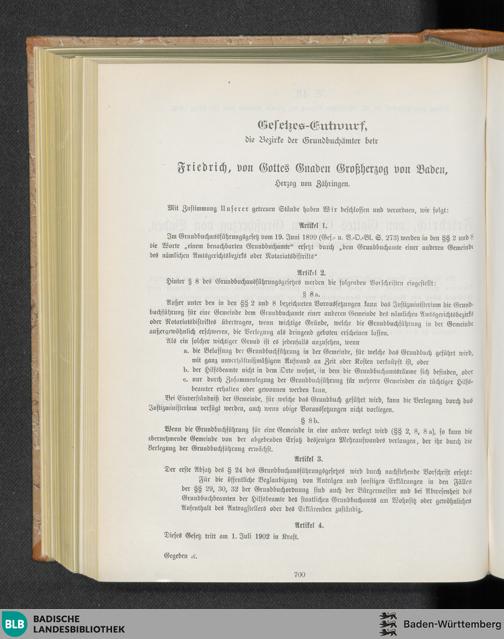 Gesetzes-Entwurf,
die Bezirke der Grundbuchämter betr
Friedrich, von Gottes Gnaden Großherzog von Baden,
Herzog von Zähringen.
Mit Zustimmung Unserer getreuen Stände haben Wir beschlossen und verordnen, wie folgt:
Artikel 1.
Im Grundbuchausführungsgesetz vom 19. Juni 1899 (Ges.- u. V.-O.-Bl. S. 273) werden in den §§ 2 und 8
die Worte „einem benachbarten Grundbuchamte“ ersetzt durch „dem Grundbuchamte einer anderen Gemeinde
des nämlichen Amtsgerichtsbezirks oder Notariatsdistrikts“
Artikel 2.
Hinter § 8 des Grundbuchausführungsgesetzes werden die folgenden Vorschriften eingestellt:
§ 8a.
Außer unter den in den §§ 2 und 8 bezeichneten Voraussetzungen kann das Justizministerium die Grund-
buchführung für eine Gemeinde dem Grundbuchamte einer anderen Gemeinde des nämlichen Amtsgerichtsbezirks
oder Notariatsdistriktes übertragen, wenn wichtige Gründe, welche die Grundbuchführung in der Gemeinde
außergewöhnlich erschweren, die Verlegung als dringend geboten erscheinen lassen.
Als ein solcher wichtiger Grund ist es jedenfalls anzusehen, wenn
a. die Belassung der Grundbuchführung in der Gemeinde, für welche das Grundbuch geführt wird,
mit ganz unverhältnißmäßigem Aufwand an Zeit oder Kosten verknüpft ist, oder
b. der Hilfsbeamte nicht in dem Orte wohnt, in dem die Grundbuchamtsräume sich befinden, oder
c. nur durch Zusammenlegung der Grundbuchführung für mehrere Gemeinden ein tüchtiger Hilfs-
beamter erhalten oder gewonnen werden kann.
Bei Einverständniß der Gemeinde, für welche das Grundbuch geführt wird, kann die Verlegung durch das
Justizministerium verfügt werden, auch wenn obige Voraussetzungen nicht vorliegen.
§ 8b.
Wenn die Grundbuchführung für eine Gemeinde in eine andere verlegt wird (§§ 2, 8, 8a), so kann die
übernehmende Gemeinde von der abgebenden Ersatz desjenigen Mehraufwandes verlangen, der ihr durch die
Verlegung der Grundbuchführung erwächst.
Artikel 3.
Der erste Absatz des § 24 des Grundbuchausführungsgesetzes wird durch nachstehende Vorschrift ersetzt:
Für die öffentliche Beglaubigung von Anträgen und sonstigen Erklärungen in den Fällen
der §§ 29, 30, 32 der Grundbuchordnung sind auch der Bürgermeister und bei Abwesenheit des
Grundbuchbeamten der Hilfsbeamte des staatlichen Grundbuchamts am Wohnsitz oder gewöhnlichen
Aufenthalt des Antragstellers oder des Erklärenden zuständig.
Artikel 4.
Dieses Gesetz tritt am 1. Juli 1902 in Kraft.
Gegeben ⁊c.
700
BLB
BADISCHE
LANDESBIBLIOTHEK
Baden-Württemberg